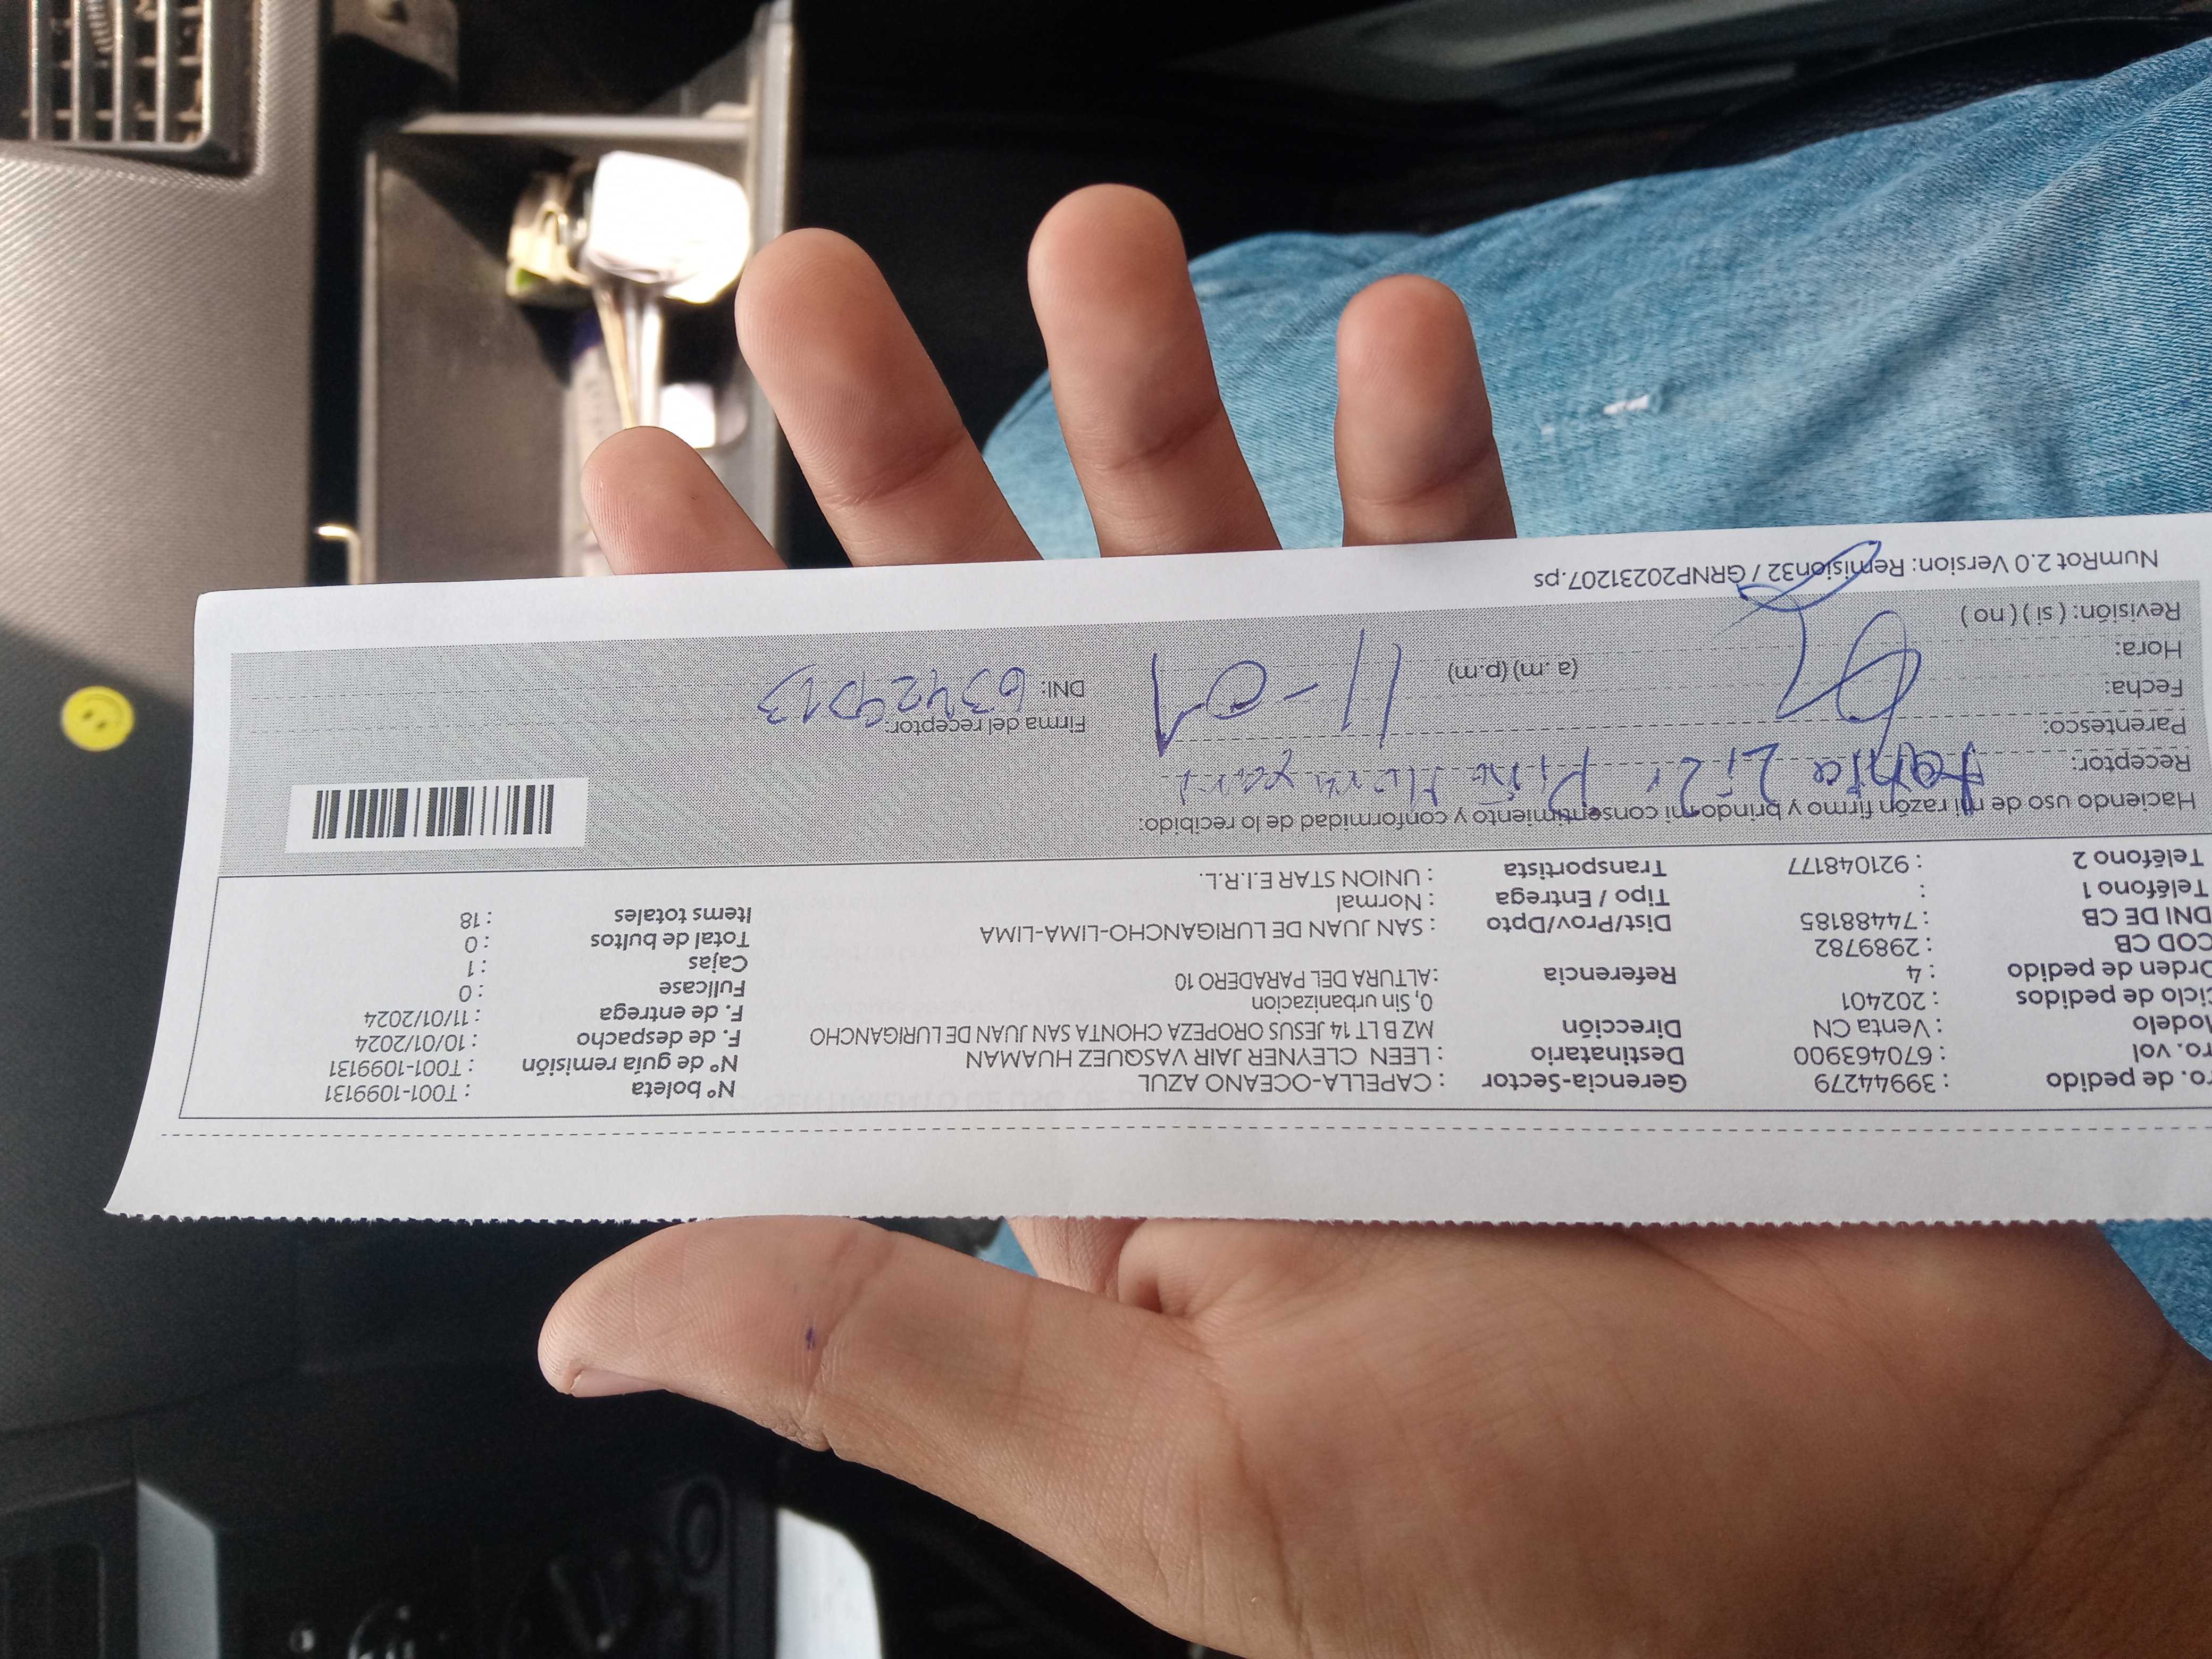 Nro. de pedido : 39944279 Gerencia-Sector : CAPELLA-OCEANO AZUL N° boleta : T001-1099131
Nro. vol : 670463900 Destinatario : LEEN CLEYNER JAIR VASQUEZ HUAMAN N° de guía remisión : T001-1099131
Modelo : Venta CN Dirección MZ B LT 14 JESUS OROPEZA CHONTA SAN JUAN DE LURIGANCHO F. de despacho : 10/01/2024
Ciclo de pedidos : 202401 0, Sin urbanizacion F. de entrega : 11/01/2024
Orden de pedido : 4 Referencia : ALTURA DEL PARADERO 10 Fullcase : 0
COD CB : 2989782 Cajas : 1
DNI DE CB : 74488185 Dist/Prov/Dpto : SAN JUAN DE LURIGANCHO-LIMA-LIMA Total de bultos : 0
Teléfono 1 : Tipo / Entrega : Normal Items totales : 18
Teléfono 2 : 921048177 Transportista : UNION STAR E.I.R.L.
Haciendo uso de mi razón firmo y brindo mi consentimiento y conformidad de lo recibido:
Receptor:
Parentesco: Firma del receptor:
Fecha: 11-01 DNI:
Hora: (a.m) (p.m)
Revisión: ( si ) ( no )
NumRot 2.0 Version: Remision32 / GRNP20231207.ps